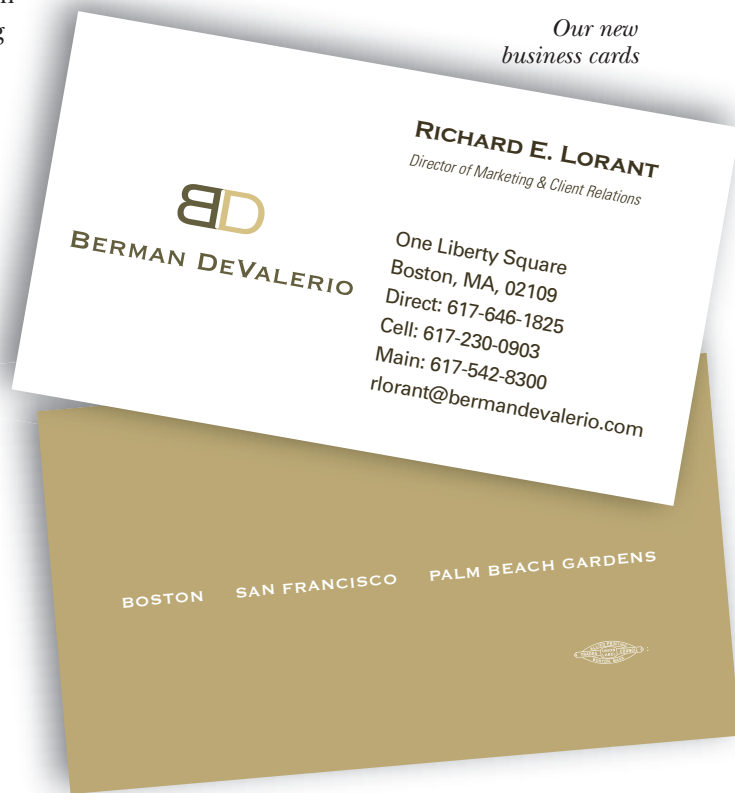 g
Our new
business cards
RICHARD E. LORANT
Director of Marketing & Client Relations
BD
BERMAN DEVALERIO
One Liberty Square
Boston, MA, 02109
Direct: 617-646-1825
Cell: 617-230-0903
Main: 617-542-8300
rlorant@bermandevalerio.com
BOSTON SAN FRANCISCO PALM BEACH GARDENS